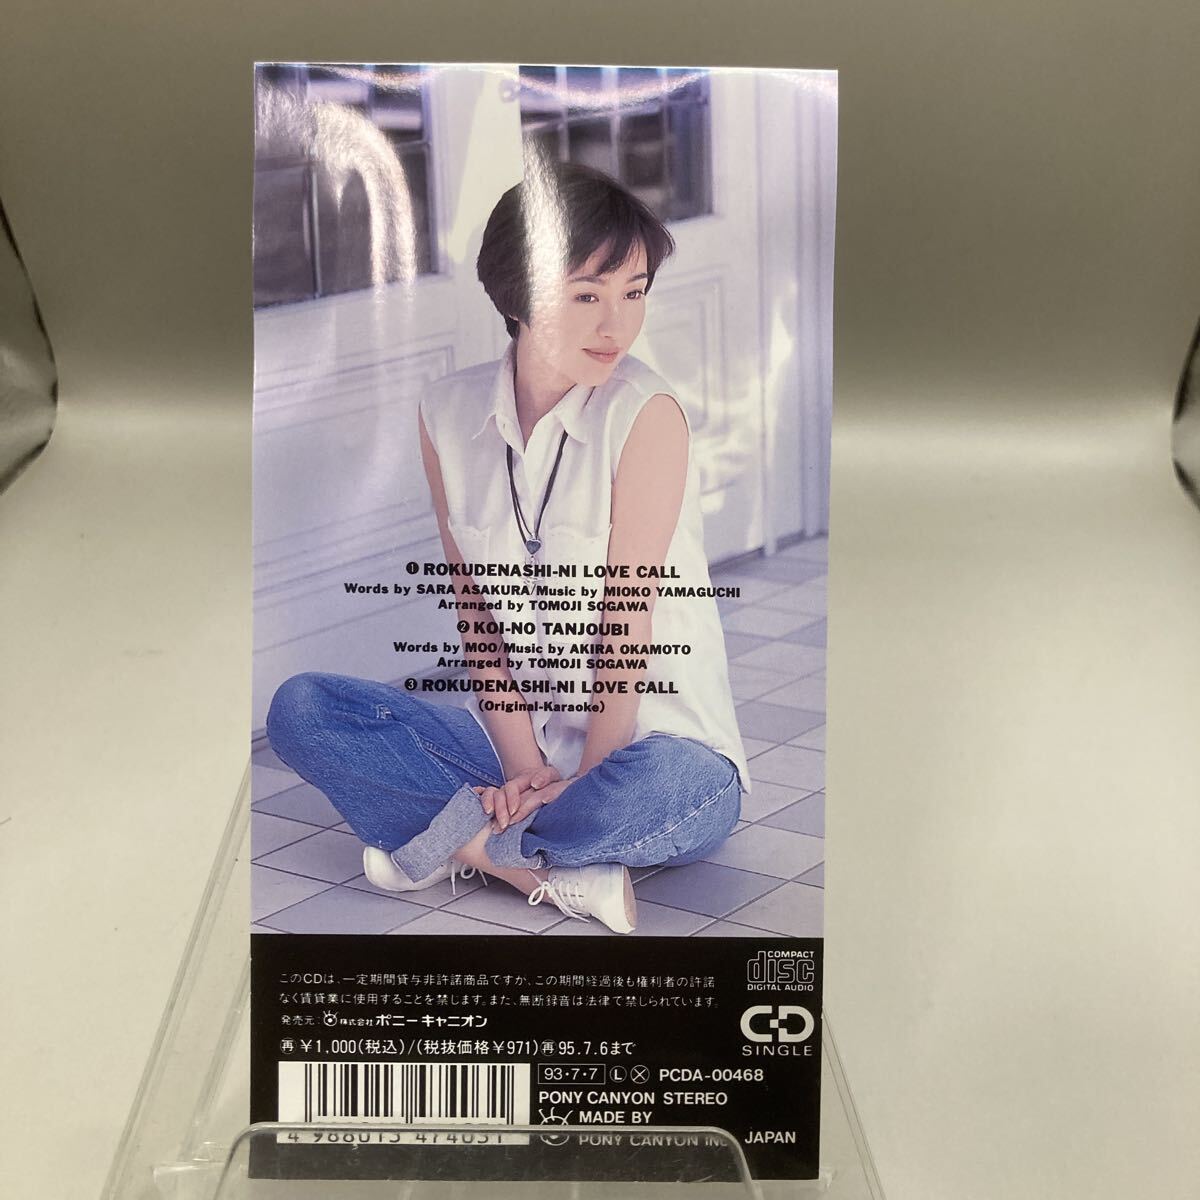 ❶ ROKUDENASHI-NI LOVE CALL
Words by SARA ASAKURA/Music by MIOKO YAMAGUCHI
Arranged by TOMOJI SOGAWA
❷ KOI-NO TANJOUBI
Words by MOO/Music by AKIRA OKAMOTO
Arranged by TOMOJI SOGAWA
❸ ROKUDENASHI-NI LOVE CALL
(Original-Karaoke)
このCDは、一定期間貸与非許諾商品ですが、この期間経過後も権利者の許諾
なく賃貸業に使用することを禁じます。また、無断録音は法律で禁じられています。
発売元:株式会社ポニーキャニオン
COMPACT
disc
DIGITAL AUDIO
CD
SINGLE
再¥1,000(税込)/(税抜価格¥971)再95.7.6まで
93・7・7 Ⓛ Ⓧ PCDA-00468
PONY CANYON STEREO
MADE BY
PONY CANYON INC. JAPAN
4 988013 474031